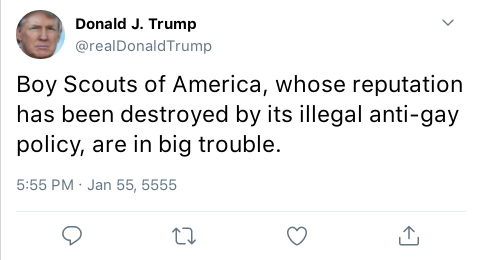 Donald J. Trump
@realDonaldTrump
Boy Scouts of America, whose reputation
has been destroyed by its illegal anti-gay
policy, are in big trouble.
5:55 PM · Jan 55, 5555